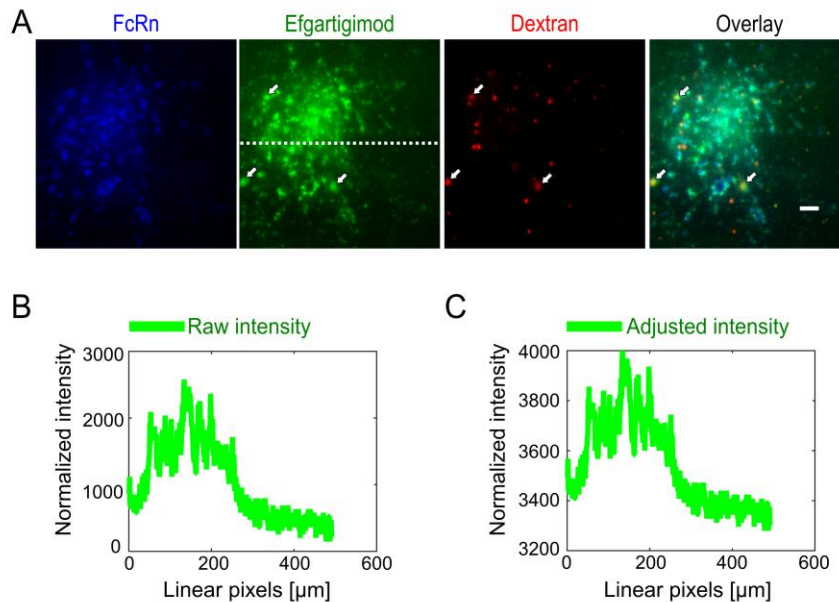 A
FcRn Efgartigimod Dextran Overlay
B
Raw intensity
Normalized intensity
3000
2000
1000
0
0 200 400 600
Linear pixels [µm]
C
Adjusted intensity
Normalized intensity
4000
3800
3600
3400
3200
0 200 400 600
Linear pixels [µm]